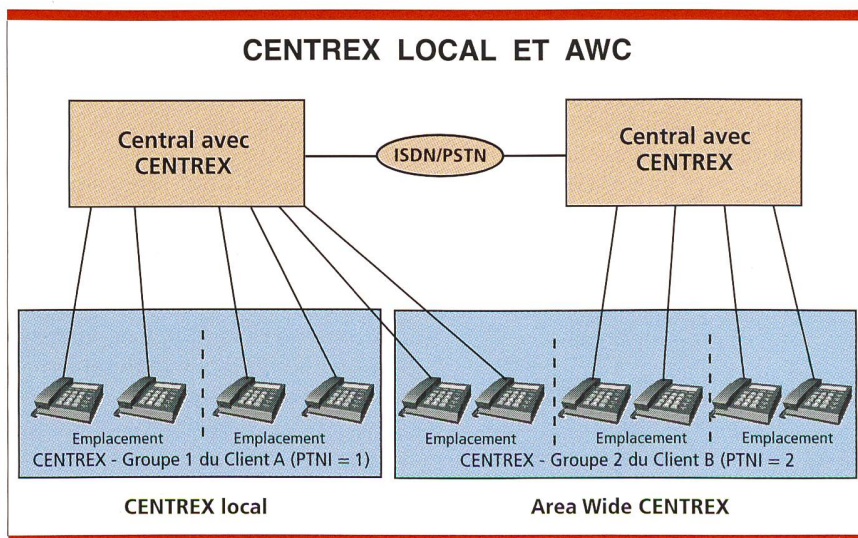 CENTREX LOCAL ET AWC
Central avec
CENTREX
ISDN/PSTN
Central avec
CENTREX
Emplacement
Emplacement
Emplacement
Emplacement
Emplacement
CENTREX - Groupe 1 du Client A (PTNI = 1)
CENTREX - Groupe 2 du Client B (PTNI = 2
CENTREX local
Area Wide CENTREX